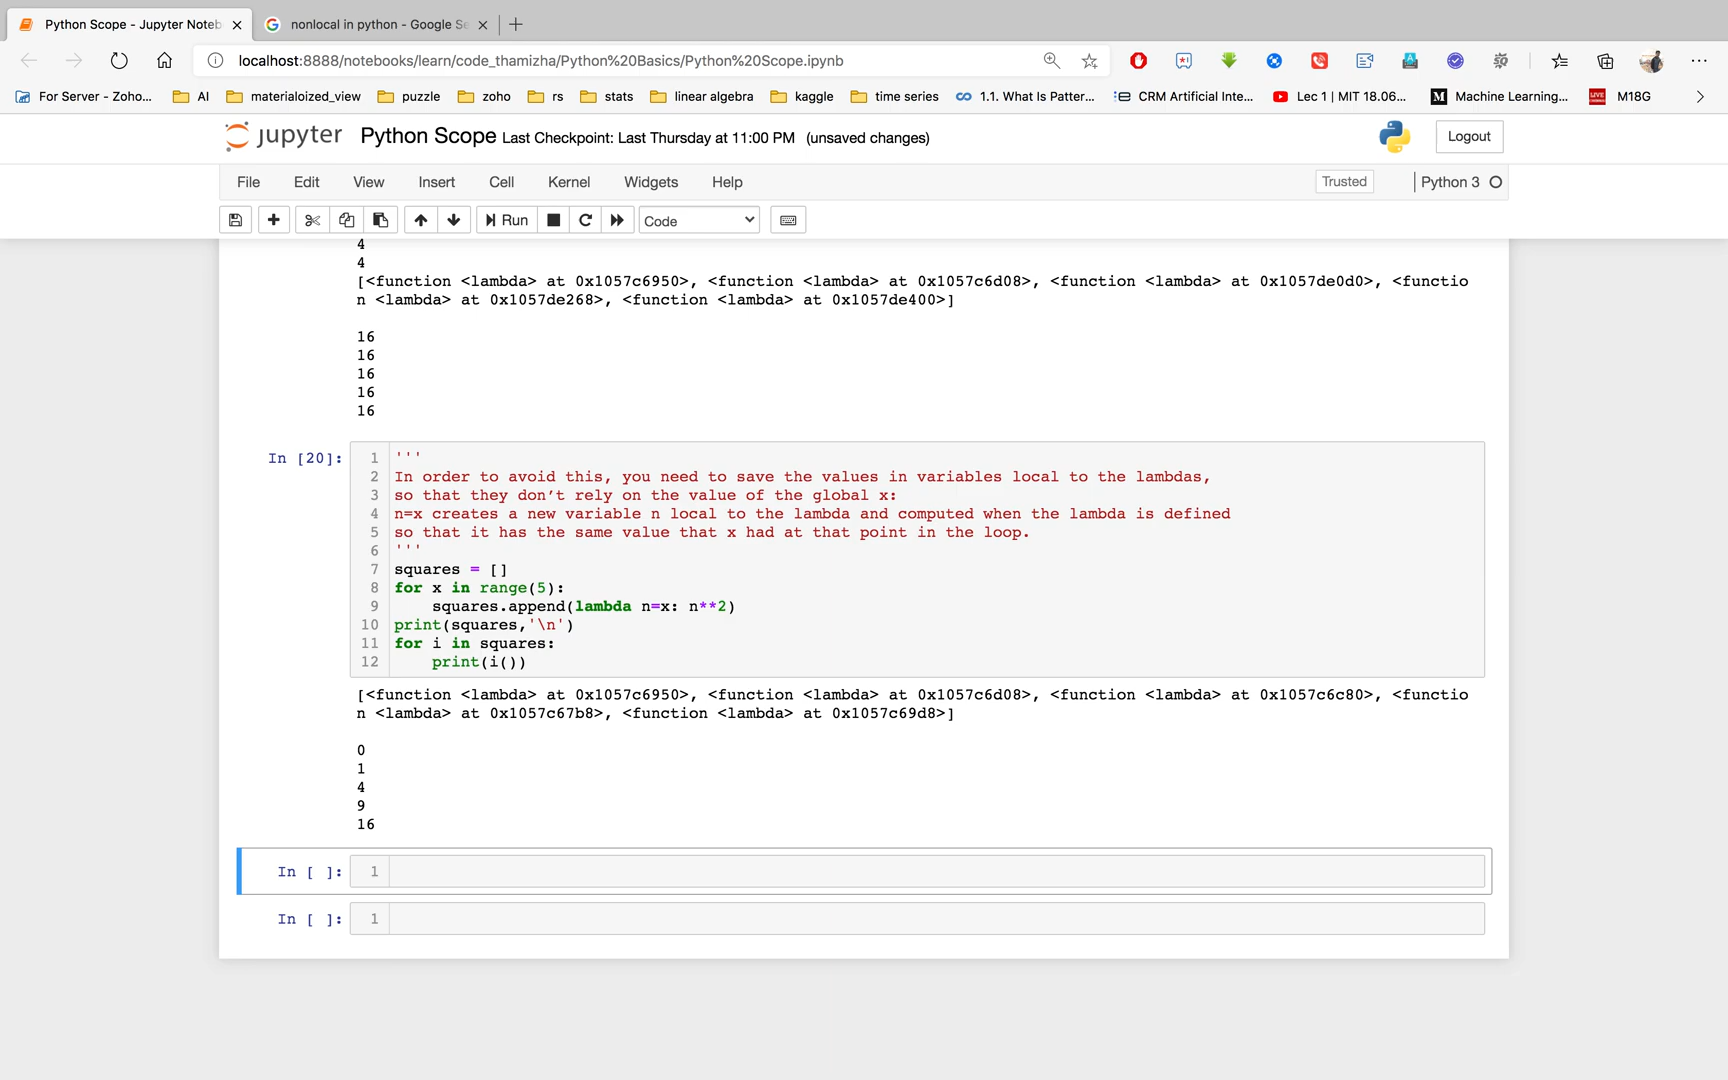 Python Scope - Jupyter Noteb
nonlocal in python - Google Se
localhost:8888/notebooks/learn/code_thamizha/Python%20Basics/Python%20Scope.ipynb
For Server - Zoho...
AI
materialoized_view
puzzle
zoho
rs
stats
linear algebra
kaggle
time series
1.1. What Is Patter...
CRM Artificial Inte...
Lec 1 | MIT 18.06...
Machine Learning...
M18G
jupyter Python Scope Last Checkpoint: Last Thursday at 11:00 PM (unsaved changes)
Logout
File Edit View Insert Cell Kernel Widgets Help
Trusted
Python 3
Run
Code
4
4
[<function <lambda> at 0x1057c6950>, <function <lambda> at 0x1057c6d08>, <function <lambda> at 0x1057de0d0>, <functio
n <lambda> at 0x1057de268>, <function <lambda> at 0x1057de400>]
16
16
16
16
16
In [20]:
1 '''
2 In order to avoid this, you need to save the values in variables local to the lambdas,
3 so that they don’t rely on the value of the global x:
4 n=x creates a new variable n local to the lambda and computed when the lambda is defined
5 so that it has the same value that x had at that point in the loop.
6 '''
7 squares = []
8 for x in range(5):
9     squares.append(lambda n=x: n**2)
10 print(squares,'\n')
11 for i in squares:
12     print(i())
[<function <lambda> at 0x1057c6950>, <function <lambda> at 0x1057c6d08>, <function <lambda> at 0x1057c6c80>, <functio
n <lambda> at 0x1057c67b8>, <function <lambda> at 0x1057c69d8>]
0
1
4
9
16
In [ ]: 1
In [ ]: 1